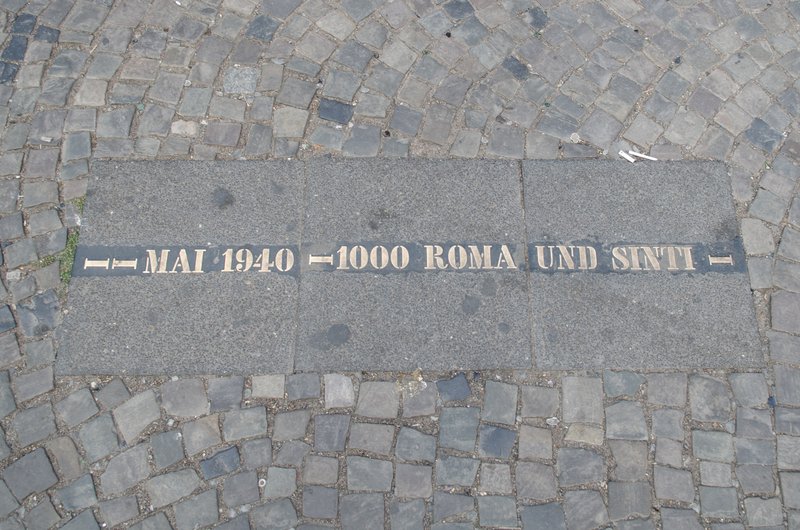 MAI 1940 – 1000 ROMA UND SINTI –